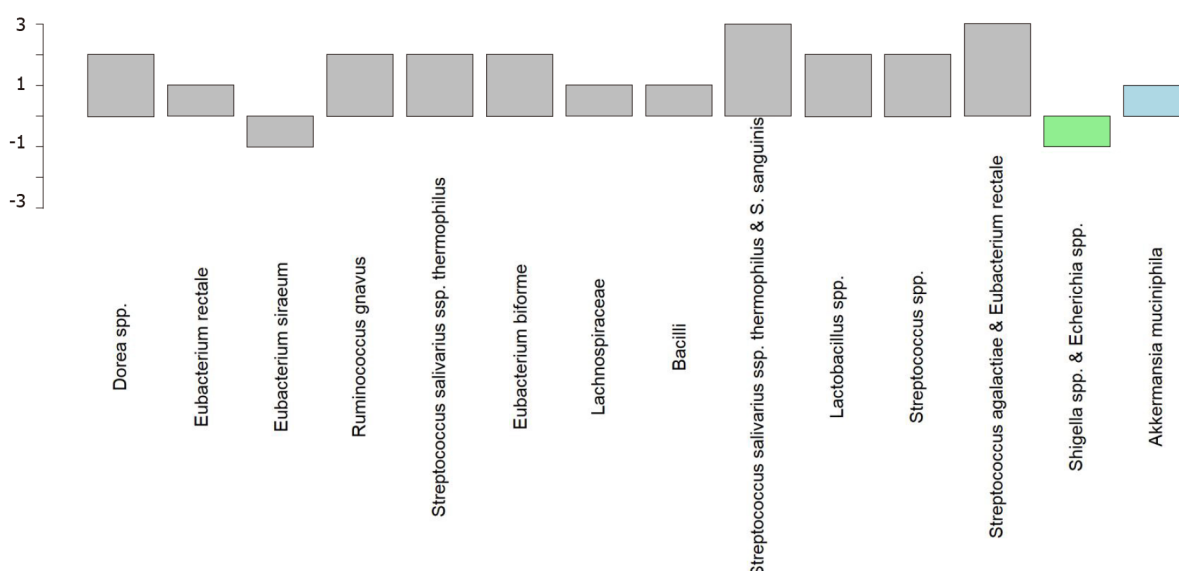 3
1
-1
-3
Dorea spp.
Eubacterium rectale
Eubacterium siraeum
Ruminococcus gnavus
Streptococcus salivarius ssp. thermophilus
Eubacterium biforme
Lachnospiraceae
Bacilli
Streptococcus salivarius ssp. thermophilus & S. sanguinis
Lactobacillus spp.
Streptococcus spp.
Streptococcus agalactiae & Eubacterium rectale
Shigella spp. & Echerichia spp.
Akkermansia muciniphila